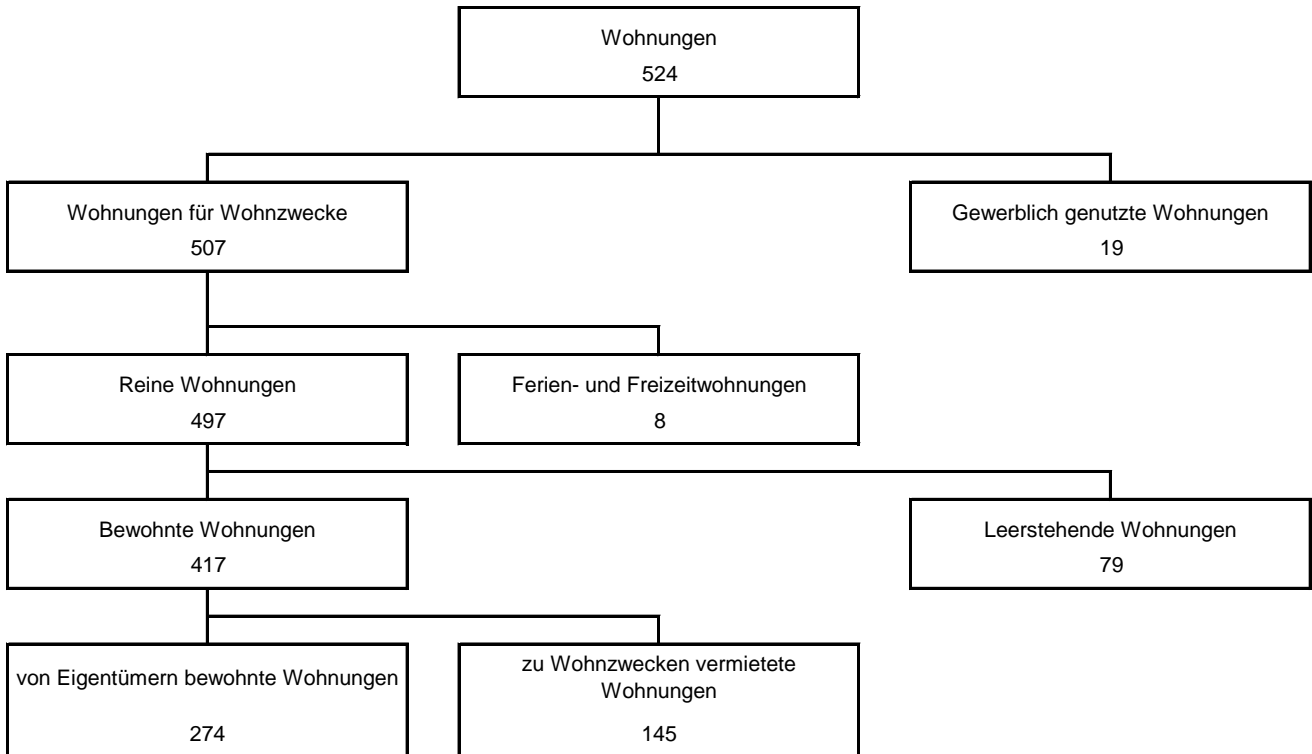 Wohnungen
524
Wohnungen für Wohnzwecke
507
Gewerblich genutzte Wohnungen
19
Reine Wohnungen
497
Ferien- und Freizeitwohnungen
8
Bewohnte Wohnungen
417
Leerstehende Wohnungen
79
von Eigentümern bewohnte Wohnungen
274
zu Wohnzwecken vermietete
Wohnungen
145